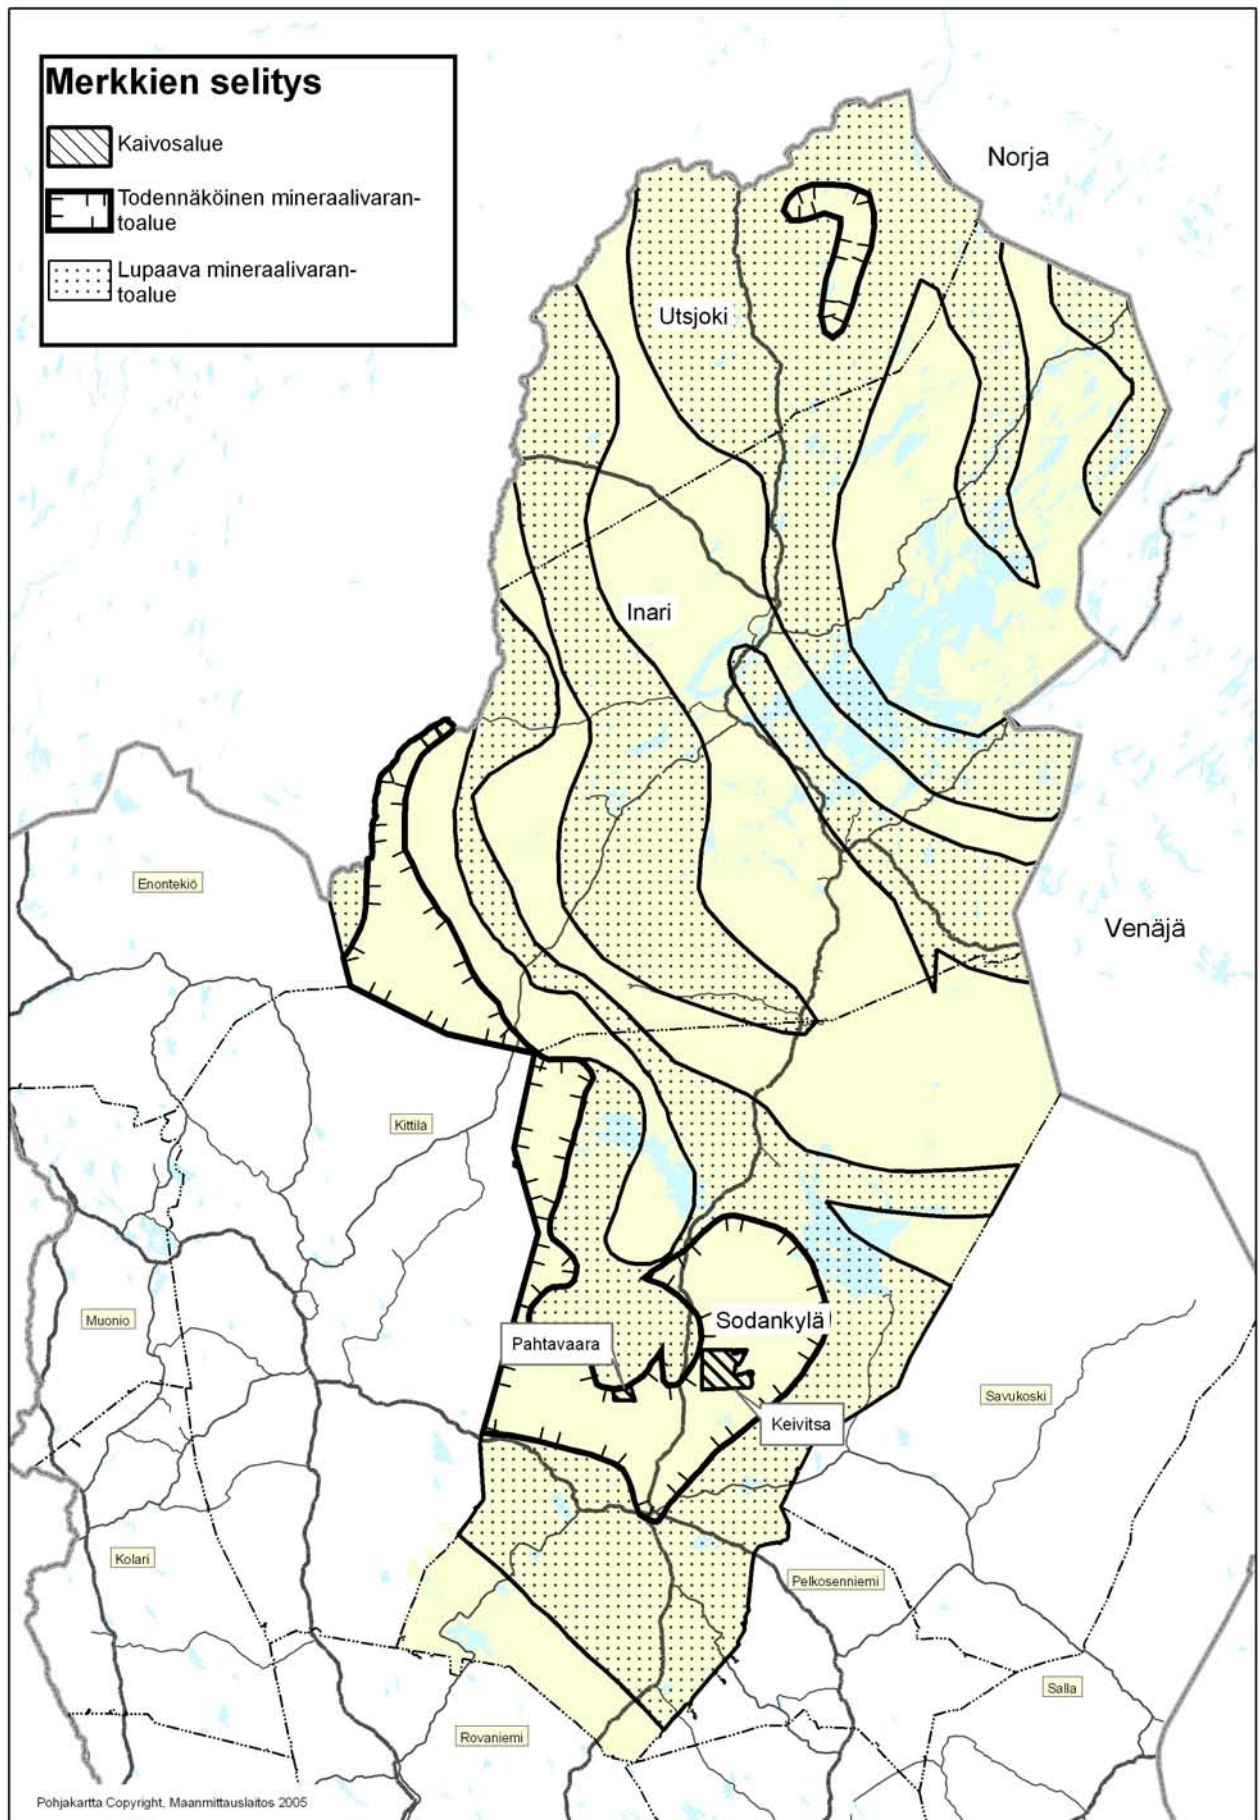 Merkkien selitys
Kaivosalue
Todennäköinen mineraalivaran-
toalue
Lupaava mineraalivaran-
toalue
Norja
Utsjoki
Inari
Enontekiö
Venäjä
Kittilä
Muonio
Sodankylä
Pahtavaara
Savukoski
Keivitsa
Kolari
Pelkosenniemi
Salla
Rovaniemi
Pohjakartta Copyright, Maanmittauslaitos 2005